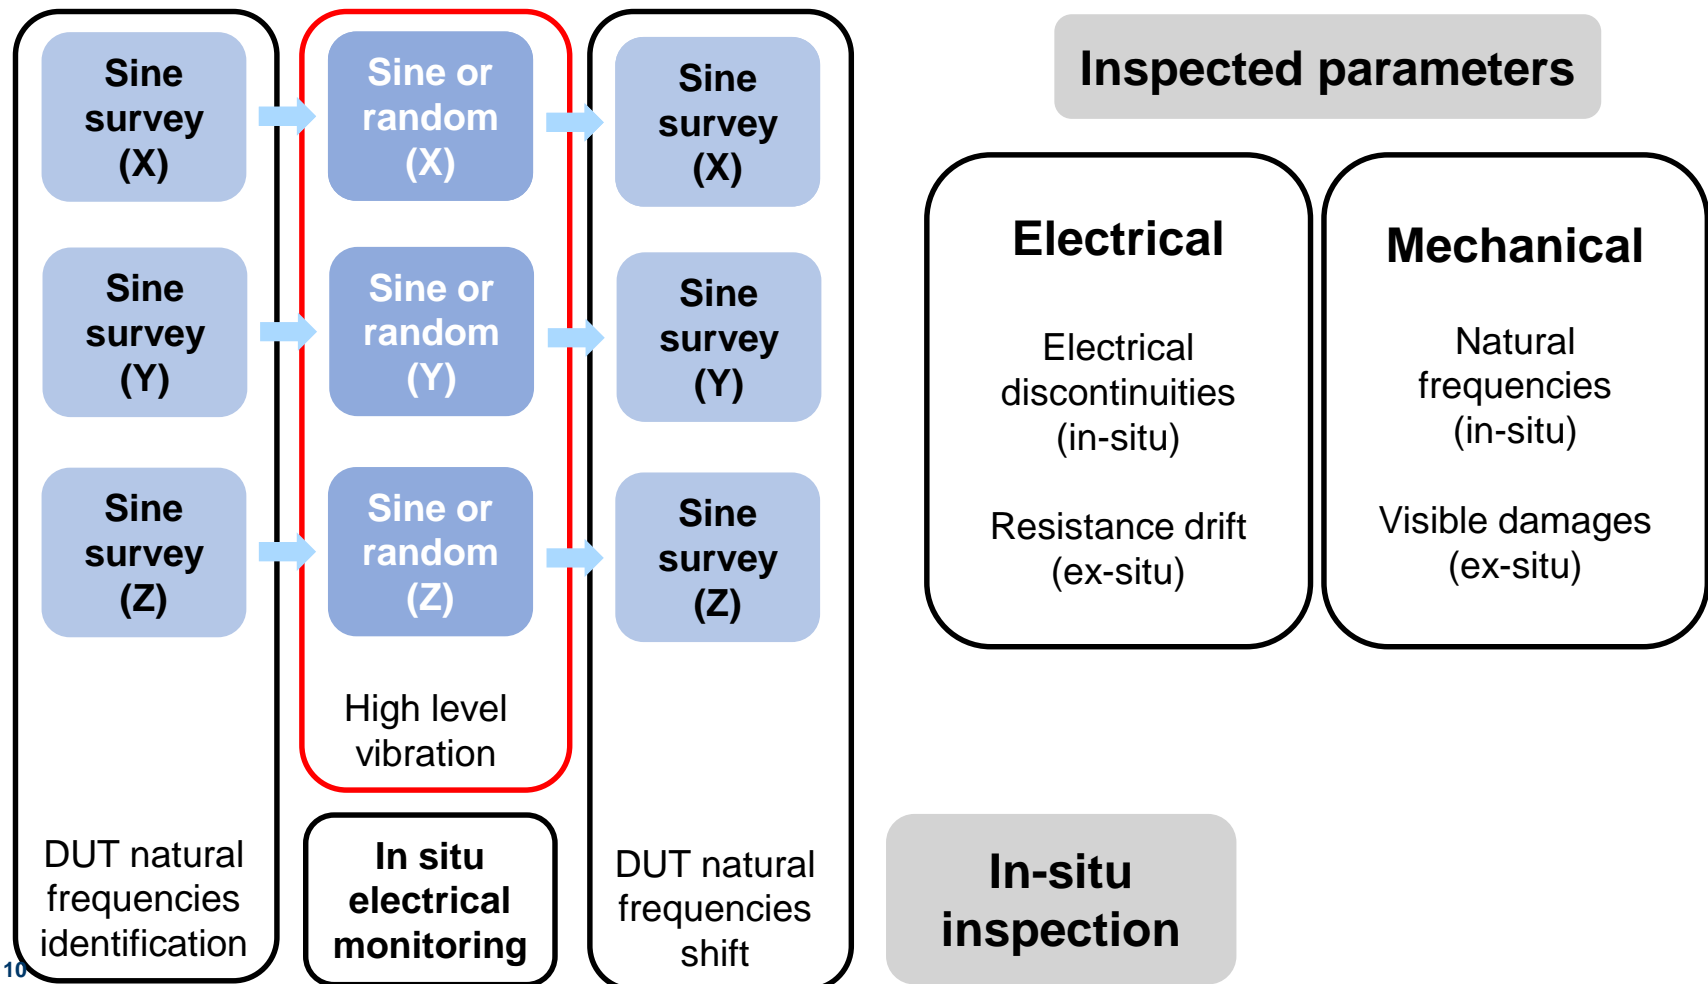 Sine
survey
(X)
Sine or
random
(X)
Sine
survey
(X)
Sine
survey
(Y)
Sine or
random
(Y)
Sine
survey
(Y)
Sine
survey
(Z)
Sine or
random
(Z)
Sine
survey
(Z)
High level
vibration
DUT natural
frequencies
identification
In situ
electrical
monitoring
DUT natural
frequencies
shift
Inspected parameters
Electrical
Electrical
discontinuities
(in-situ)
Resistance drift
(ex-situ)
Mechanical
Natural
frequencies
(in-situ)
Visible damages
(ex-situ)
In-situ
inspection
10